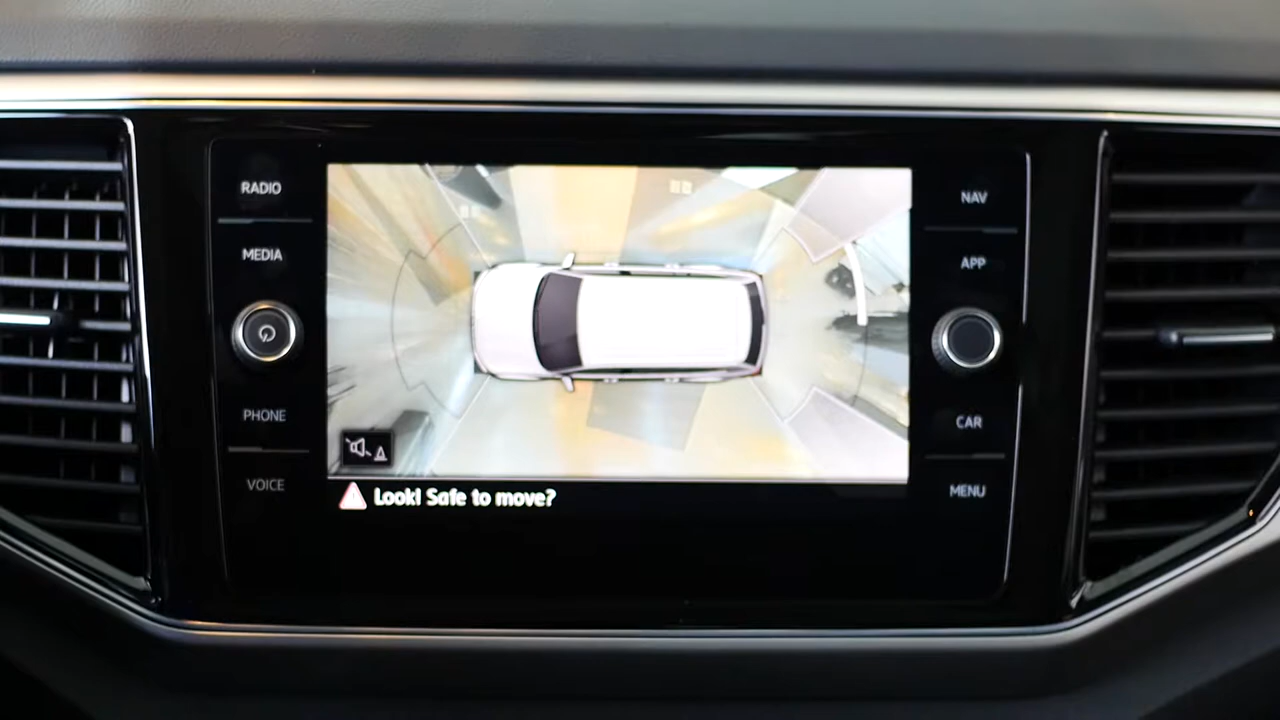 RADIO
MEDIA
PHONE
VOICE
Look! Safe to move?
NAV
APP
CAR
MENU